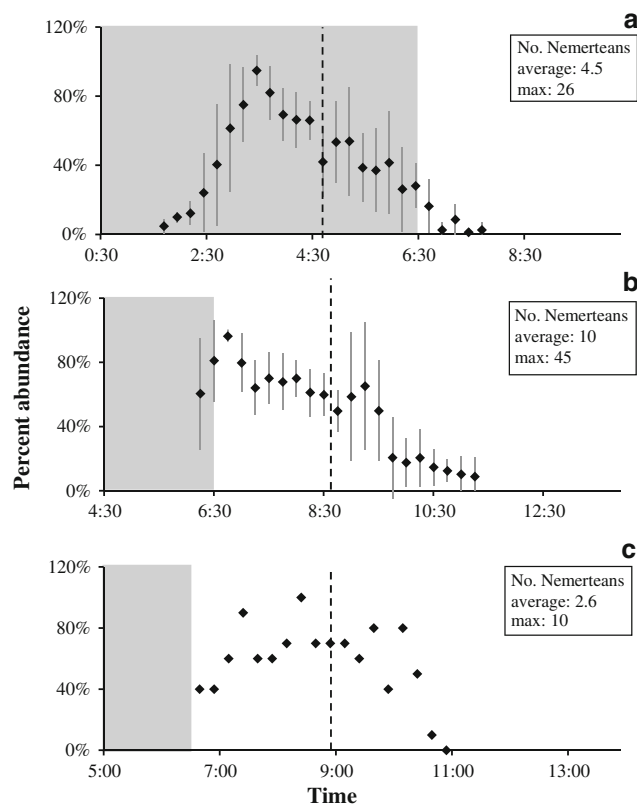 a
120%
80%
40%
0%
No. Nemerteans
average: 4.5
max: 26
0:30 2:30 4:30 6:30 8:30
b
Percent abundance
120%
80%
40%
0%
No. Nemerteans
average: 10
max: 45
4:30 6:30 8:30 10:30 12:30
c
120%
80%
40%
0%
No. Nemerteans
average: 2.6
max: 10
5:00 7:00 9:00 11:00 13:00
Time